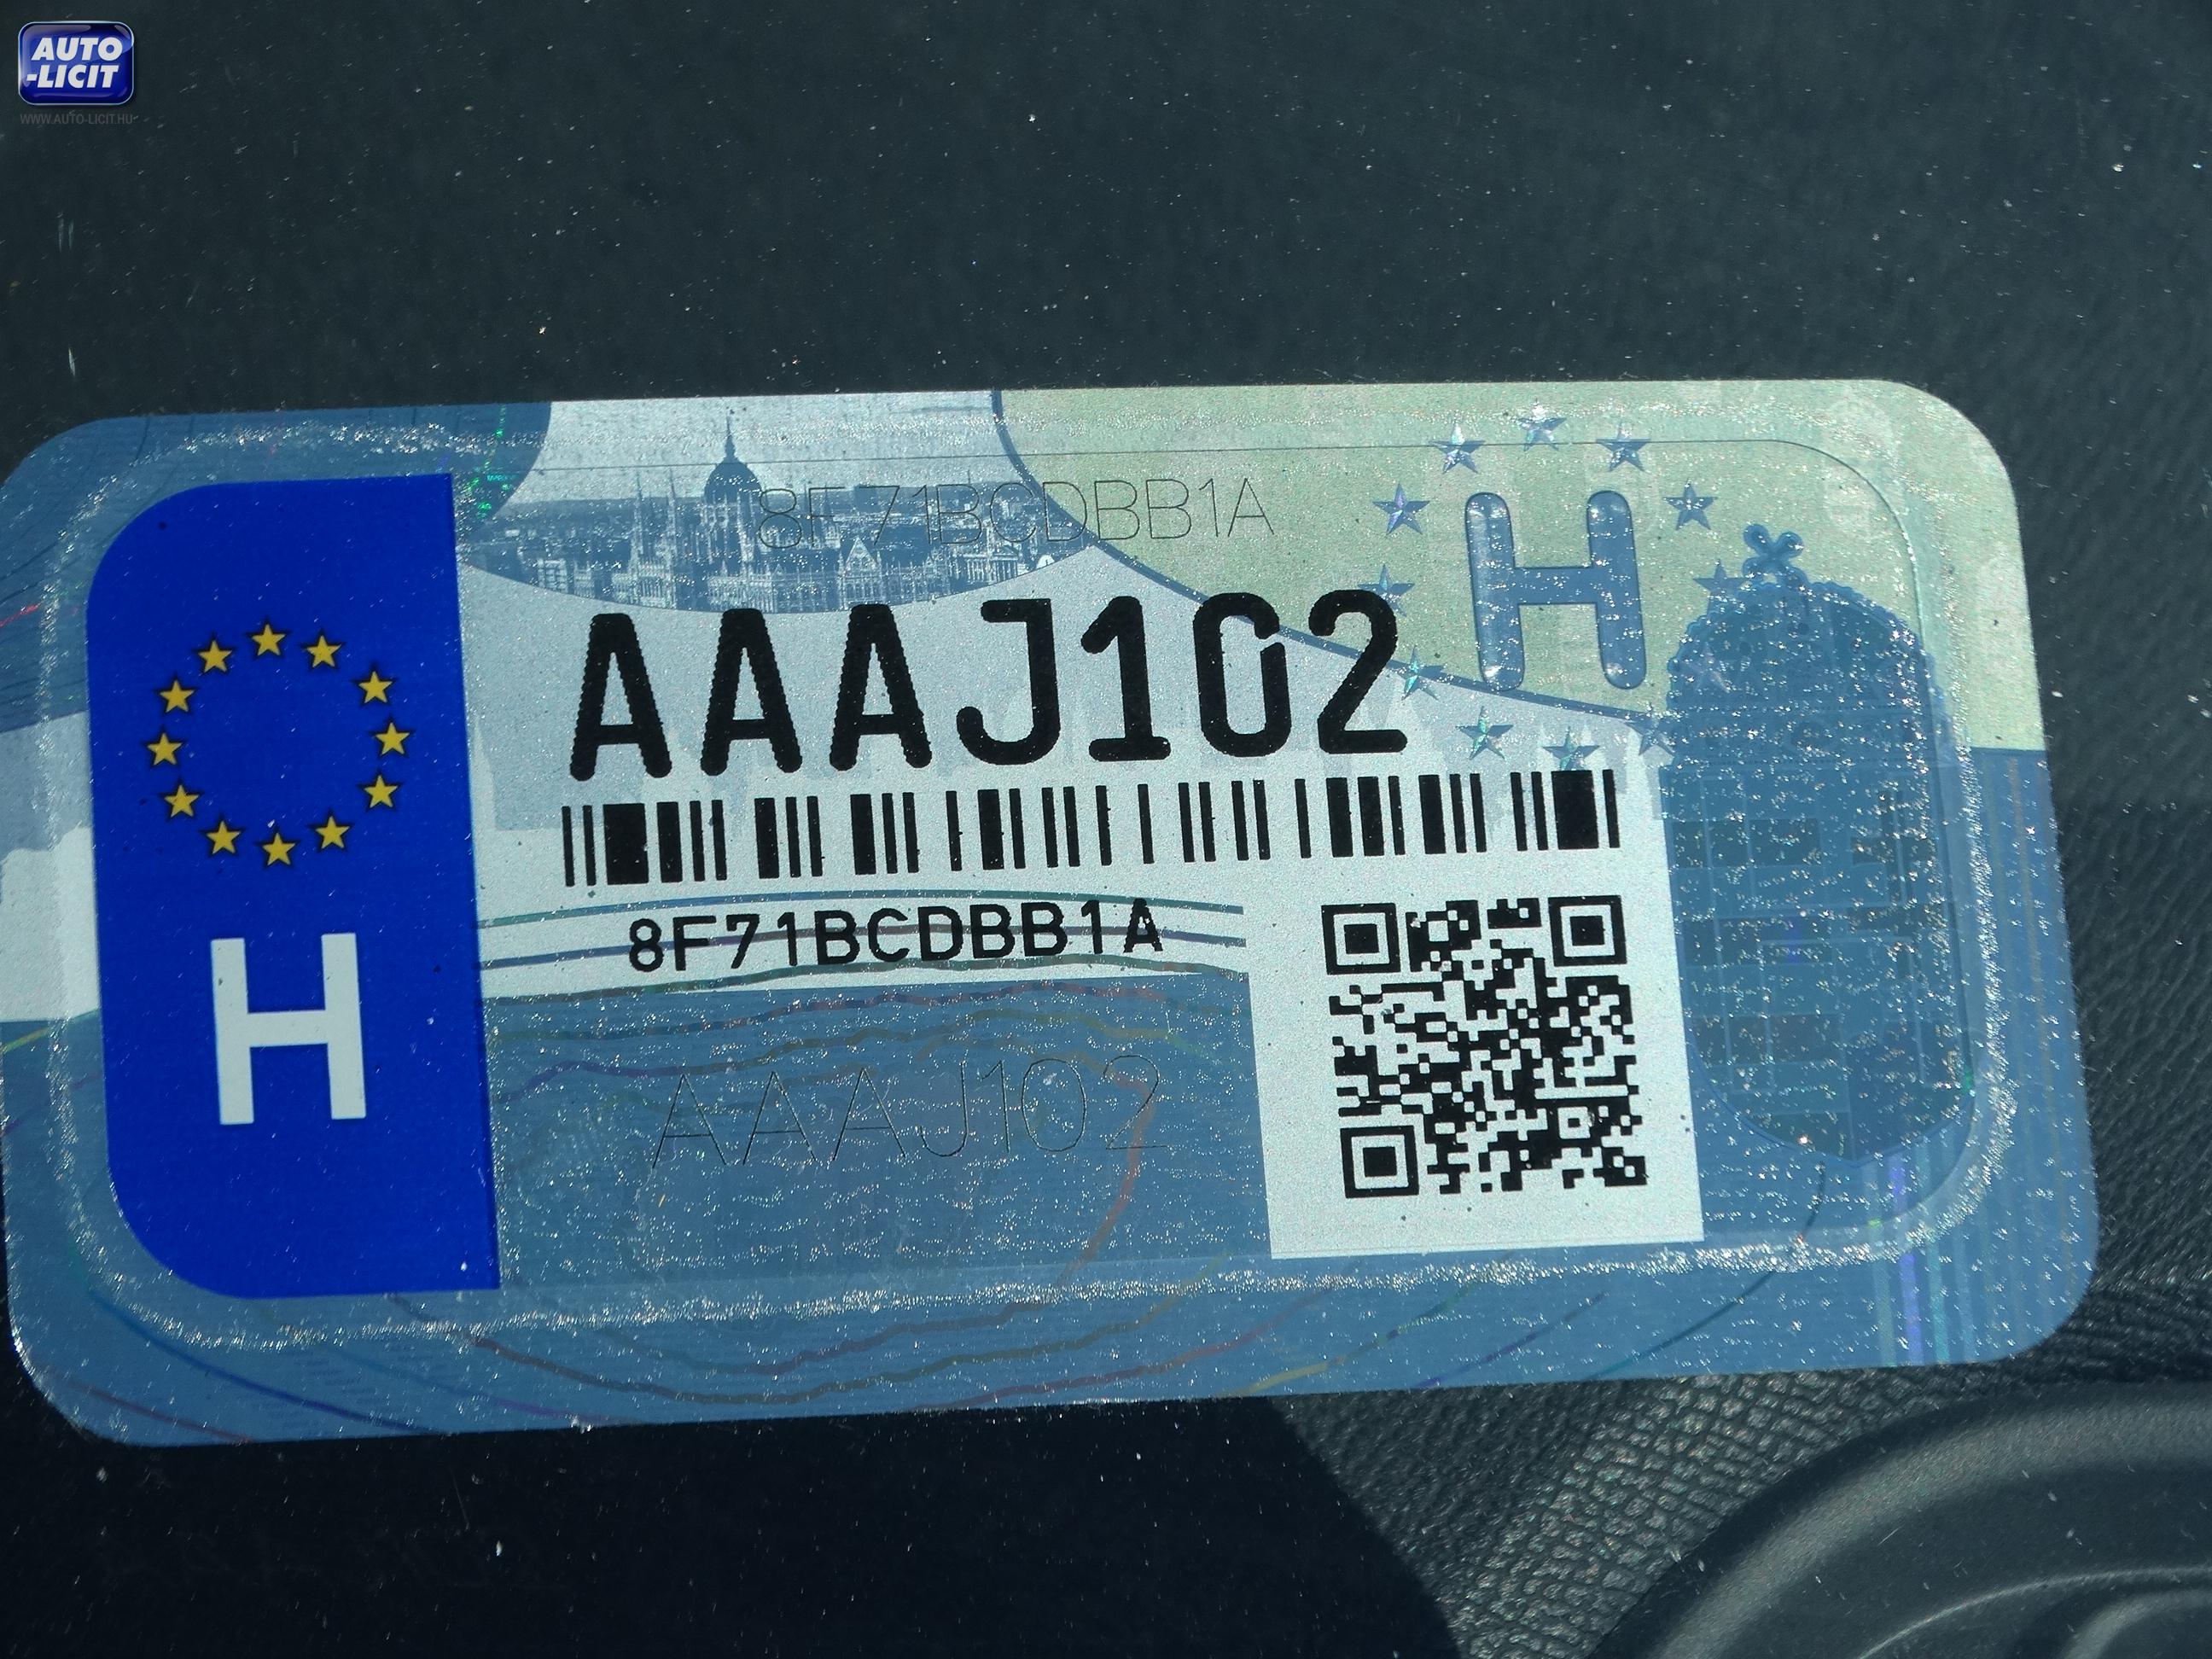 AUTO
-LICIT
WWW.AUTO-LICIT.HU
8F71BCDBB1A
H
AAAJ102
8F71BCDBB1A
H
AAAJ102